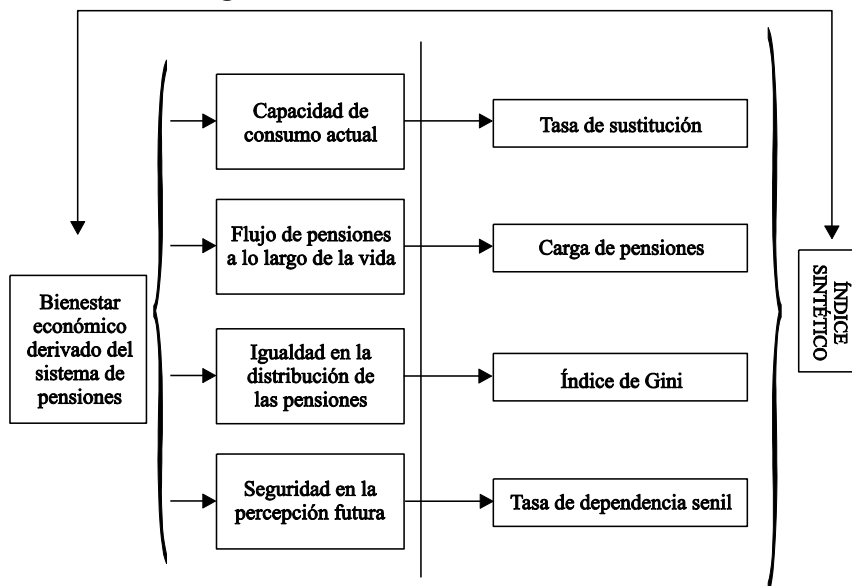 Capacidad de
consumo actual
Tasa de sustitución
Flujo de pensiones
a lo largo de la vida
Carga de pensiones
Bienestar
económico
derivado del
sistema de
pensiones
ÍNDICE
SINTÉTICO
Igualdad en la
distribución de
las pensiones
Índice de Gini
Seguridad en la
percepción futura
Tasa de dependencia senil